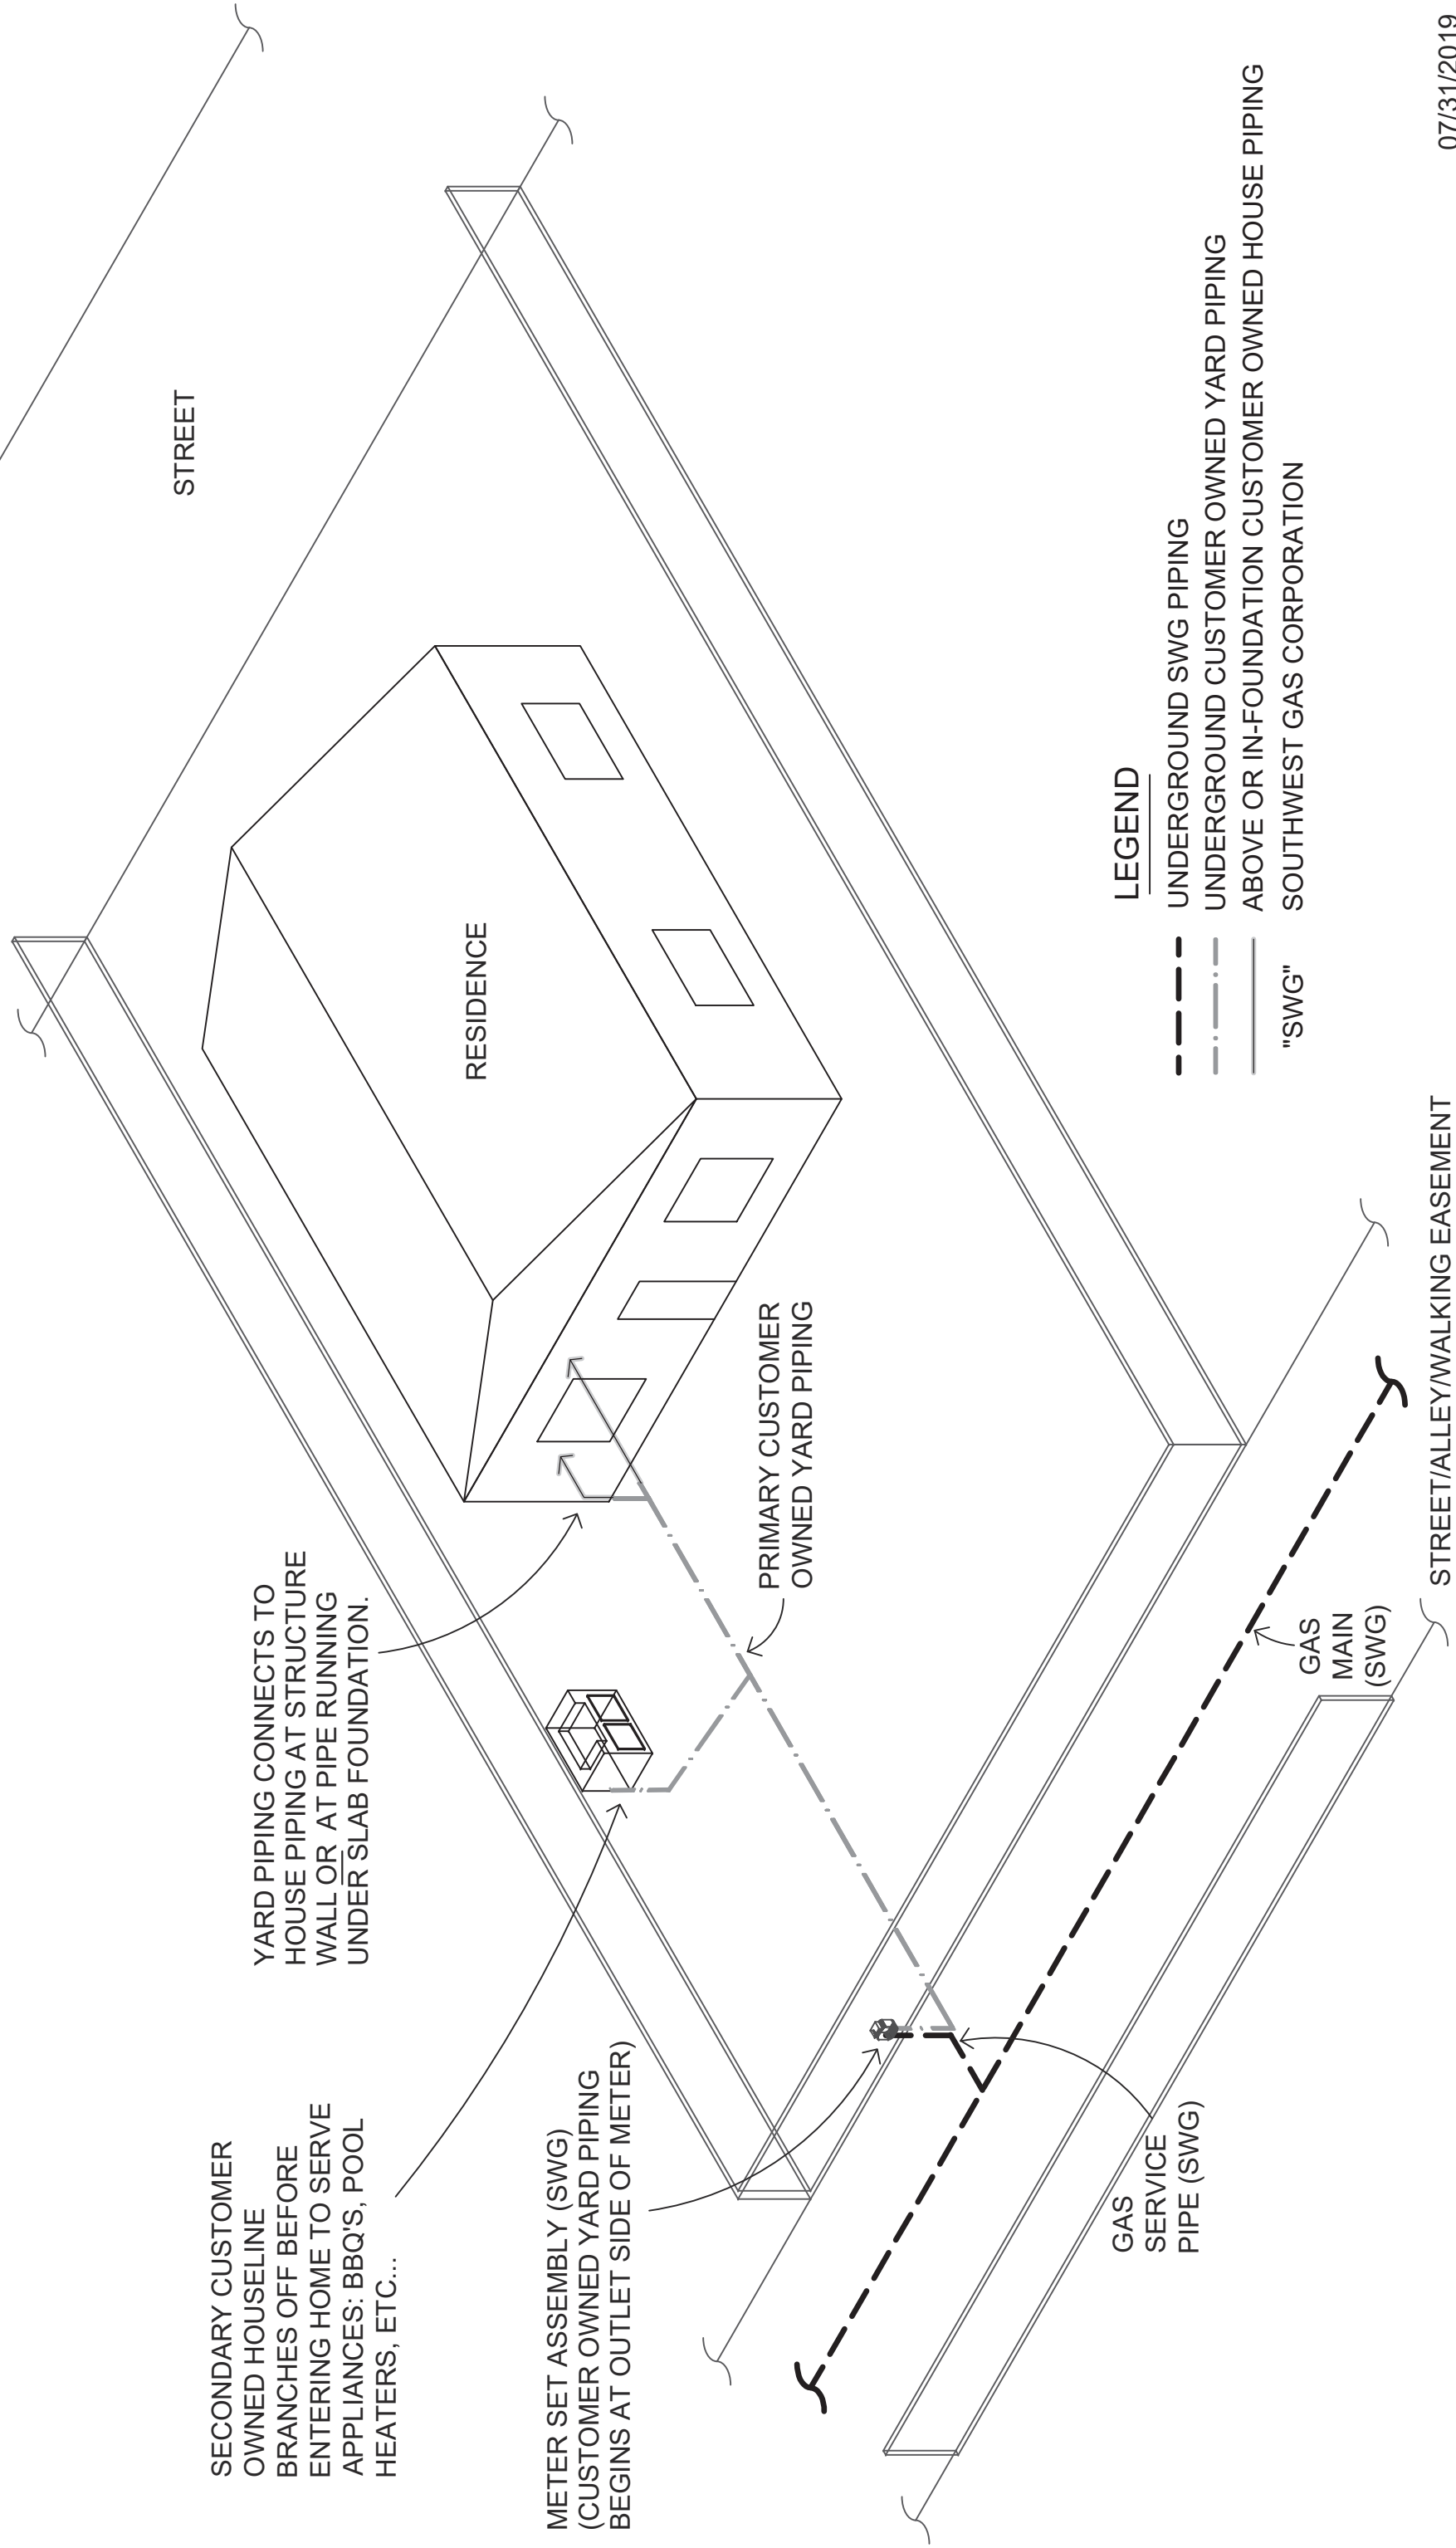 STREET
RESIDENCE
YARD PIPING CONNECTS TO
HOUSE PIPING AT STRUCTURE
WALL OR AT PIPE RUNNING
UNDER SLAB FOUNDATION.
SECONDARY CUSTOMER
OWNED HOUSELINE
BRANCHES OFF BEFORE
ENTERING HOME TO SERVE
APPLIANCES: BBQ'S, POOL
HEATERS, ETC...
METER SET ASSEMBLY (SWG)
(CUSTOMER OWNED YARD PIPING
BEGINS AT OUTLET SIDE OF METER)
PRIMARY CUSTOMER
OWNED YARD PIPING
GAS
SERVICE
PIPE (SWG)
GAS
MAIN
(SWG)
STREET/ALLEY/WALKING EASEMENT
LEGEND
UNDERGROUND SWG PIPING
UNDERGROUND CUSTOMER OWNED YARD PIPING
ABOVE OR IN-FOUNDATION CUSTOMER OWNED HOUSE PIPING
"SWG" SOUTHWEST GAS CORPORATION
07/31/2019